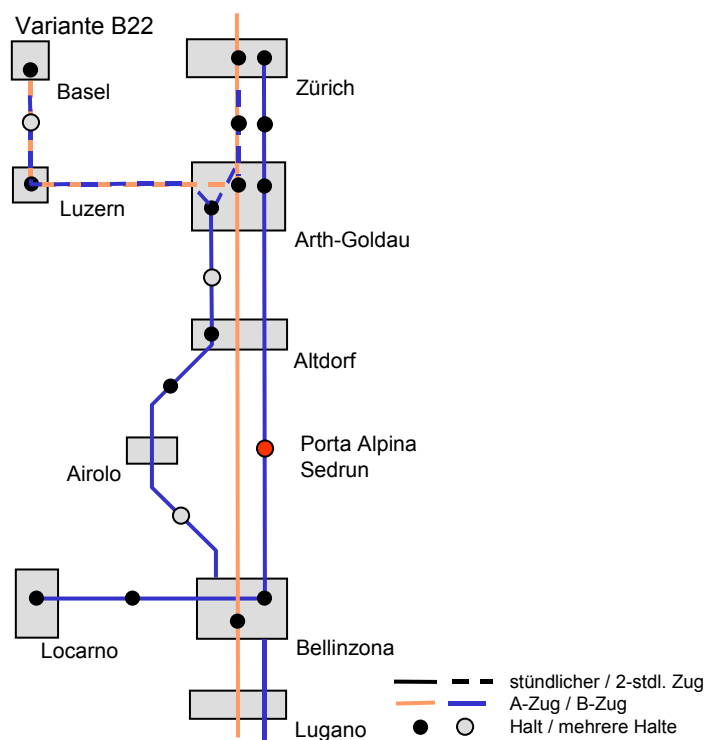 Variante B22
Basel
Zürich
Luzern
Arth-Goldau
Altdorf
Porta Alpina
Sedrun
Airolo
Locarno
Bellinzona
Lugano
stündlicher / 2-stdl. Zug
A-Zug / B-Zug
Halt / mehrere Halte